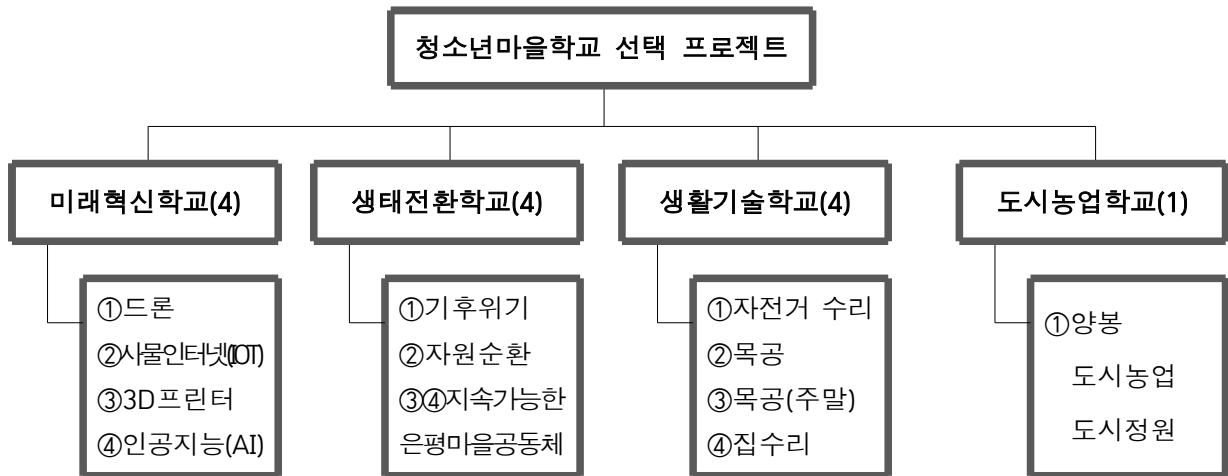 청소년마을학교 선택 프로젝트
미래혁신학교(4)
생태전환학교(4)
생활기술학교(4)
도시농업학교(1)
①드론
②사물인터넷(IOT)
③3D프린터
④인공지능(AI)
①기후위기
②자원순환
③④지속가능한
은평마을공동체
①자전거 수리
②목공
③목공(주말)
④집수리
①양봉
도시농업
도시정원